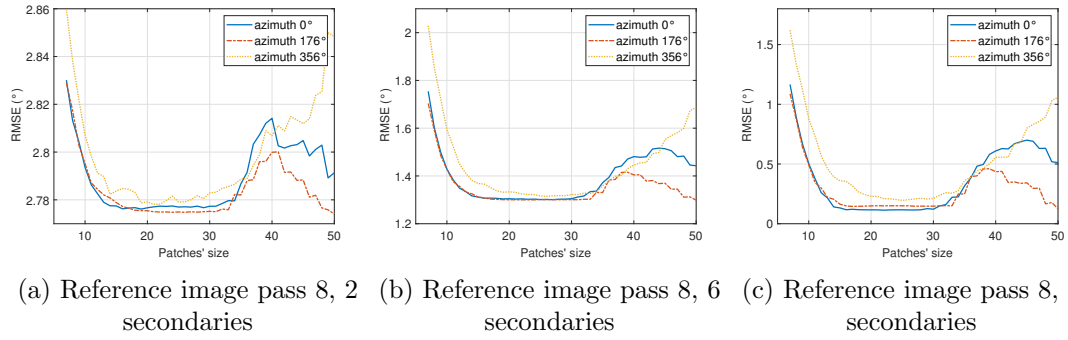 2.86
2.84
2.82
2.8
2.78
RMSE (°)
10 20 30 40 50
Patches' size
azimuth 0°
azimuth 176°
azimuth 356°
2
1.8
1.6
1.4
1.2
RMSE (°)
10 20 30 40 50
Patches' size
azimuth 0°
azimuth 176°
azimuth 356°
1.5
1
0.5
0
RMSE (°)
10 20 30 40 50
Patches' size
azimuth 0°
azimuth 176°
azimuth 356°
(a) Reference image pass 8, 2
secondaries
(b) Reference image pass 8, 6
secondaries
(c) Reference image pass 8,
secondaries